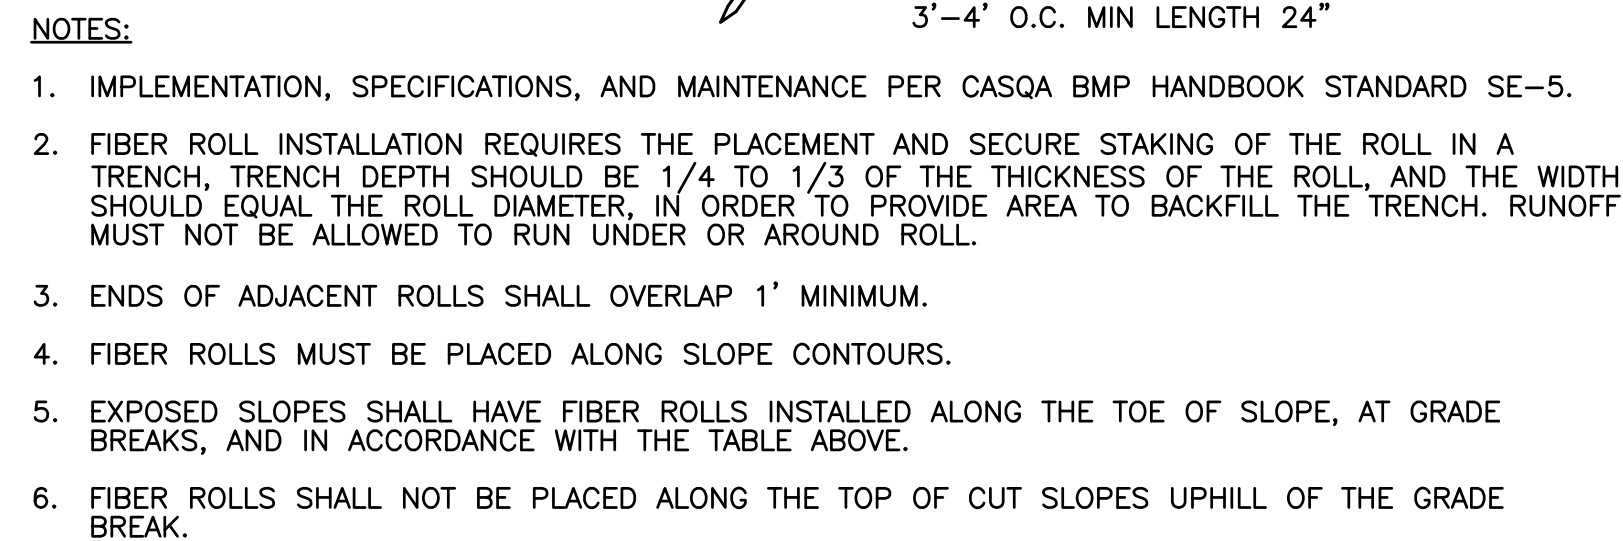 3'-4' O.C. MIN LENGTH 24"
NOTES:
1. IMPLEMENTATION, SPECIFICATIONS, AND MAINTENANCE PER CASQA BMP HANDBOOK STANDARD SE-5.
2. FIBER ROLL INSTALLATION REQUIRES THE PLACEMENT AND SECURE STAKING OF THE ROLL IN A
TRENCH, TRENCH DEPTH SHOULD BE 1/4 TO 1/3 OF THE THICKNESS OF THE ROLL, AND THE WIDTH
SHOULD EQUAL THE ROLL DIAMETER, IN ORDER TO PROVIDE AREA TO BACKFILL THE TRENCH. RUNOFF
MUST NOT BE ALLOWED TO RUN UNDER OR AROUND ROLL.
3. ENDS OF ADJACENT ROLLS SHALL OVERLAP 1' MINIMUM.
4. FIBER ROLLS MUST BE PLACED ALONG SLOPE CONTOURS.
5. EXPOSED SLOPES SHALL HAVE FIBER ROLLS INSTALLED ALONG THE TOE OF SLOPE, AT GRADE
BREAKS, AND IN ACCORDANCE WITH THE TABLE ABOVE.
6. FIBER ROLLS SHALL NOT BE PLACED ALONG THE TOP OF CUT SLOPES UPHILL OF THE GRADE
BREAK.